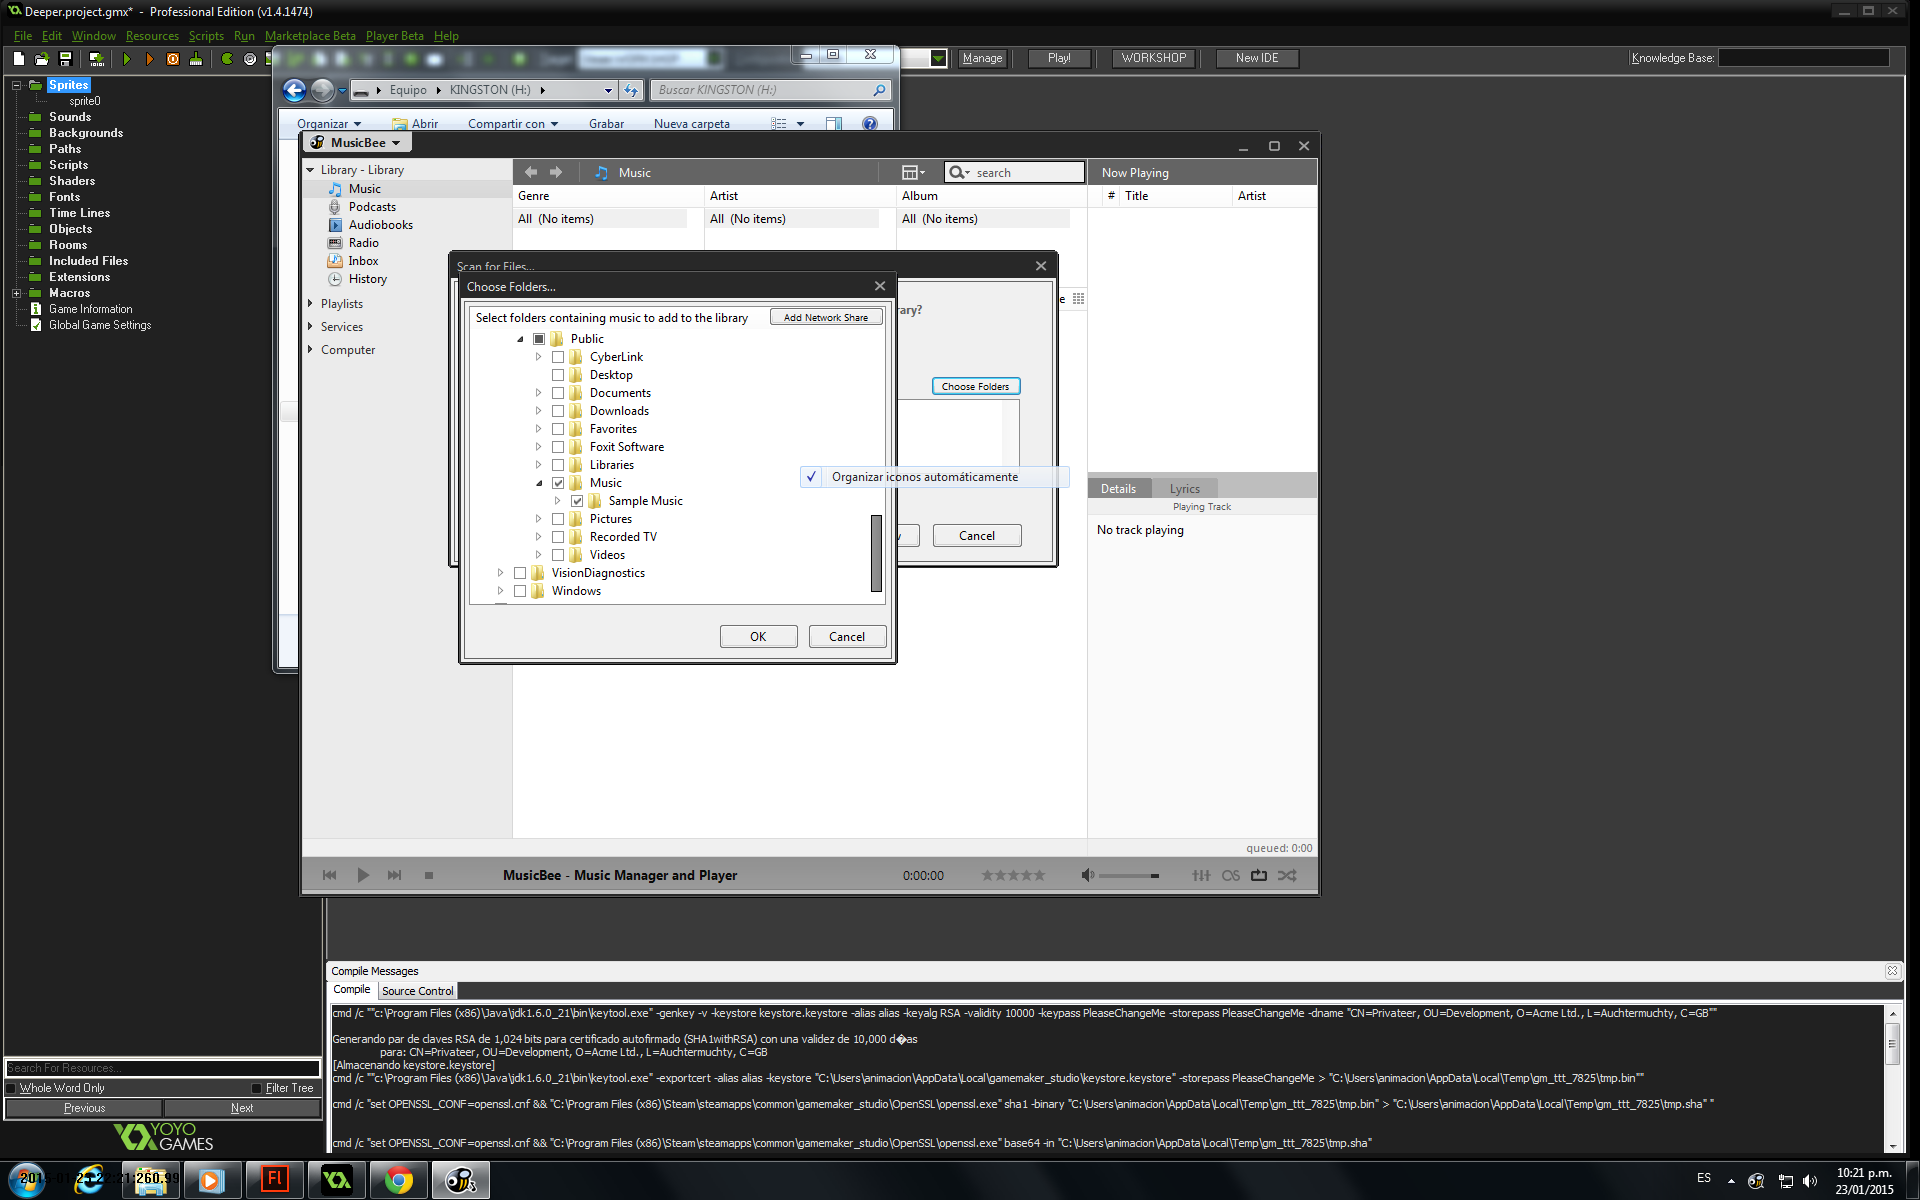 Deeper.project.gmx*  -  Professional Edition (v1.4.1474)
File Edit Window Resources Scripts Run Marketplace Beta Player Beta Help
Manage Play! WORKSHOP New IDE Knowledge Base:
Sprites
sprite0
Sounds
Backgrounds
Paths
Scripts
Shaders
Fonts
Time Lines
Objects
Rooms
Included Files
Extensions
Macros
Game Information
Global Game Settings
Search For Resources...
Whole Word Only Filter Tree
Previous Next
YOYO
GAMES
Equipo KINGSTON (H:)
Buscar KINGSTON (H:)
Organizar Abrir Compartir con Grabar Nueva carpeta
MusicBee
Library - Library
Music
Podcasts
Audiobooks
Radio
Inbox
History
Playlists
Services
Computer
Music
search
Genre Artist Album
All (No items) All (No items) All (No items)
Now Playing
# Title Artist
Scan for Files...
Choose Folders
Cancel
Choose Folders...
Select folders containing music to add to the library
Add Network Share
Public
CyberLink
Desktop
Documents
Downloads
Favorites
Foxit Software
Libraries
Music
Sample Music
Pictures
Recorded TV
Videos
VisionDiagnostics
Windows
OK Cancel
Organizar iconos automáticamente
Details Lyrics
Playing Track
No track playing
queued: 0:00
MusicBee - Music Manager and Player 0:00:00
Compile Messages
Compile Source Control
cmd /c ""c:\Program Files (x86)\Java\jdk1.6.0_21\bin\keytool.exe" -genkey -v -keystore keystore.keystore -alias alias -keyalg RSA -validity 10000 -keypass PleaseChangeMe -storepass PleaseChangeMe -dname "CN=Privateer, OU=Development, O=Acme Ltd., L=Auchtermuchty, C=GB""
Generando par de claves RSA de 1,024 bits para certificado autofirmado (SHA1withRSA) con una validez de 10,000 d�as
para: CN=Privateer, OU=Development, O=Acme Ltd., L=Auchtermuchty, C=GB
[Almacenando keystore.keystore]
cmd /c ""c:\Program Files (x86)\Java\jdk1.6.0_21\bin\keytool.exe" -exportcert -alias alias -keystore "C:\Users\animacion\AppData\Local\gamemaker_studio\keystore.keystore" -storepass PleaseChangeMe > "C:\Users\animacion\AppData\Local\Temp\gm_ttt_7825\tmp.bin""
cmd /c "set OPENSSL_CONF=openssl.cnf && "C:\Program Files (x86)\Steam\steamapps\common\gamemaker_studio\OpenSSL\openssl.exe" sha1 -binary "C:\Users\animacion\AppData\Local\Temp\gm_ttt_7825\tmp.bin" > "C:\Users\animacion\AppData\Local\Temp\gm_ttt_7825\tmp.sha" "
cmd /c "set OPENSSL_CONF=openssl.cnf && "C:\Program Files (x86)\Steam\steamapps\common\gamemaker_studio\OpenSSL\openssl.exe" base64 -in "C:\Users\animacion\AppData\Local\Temp\gm_ttt_7825\tmp.sha"
Fl
ES
10:21 p.m.
23/01/2015